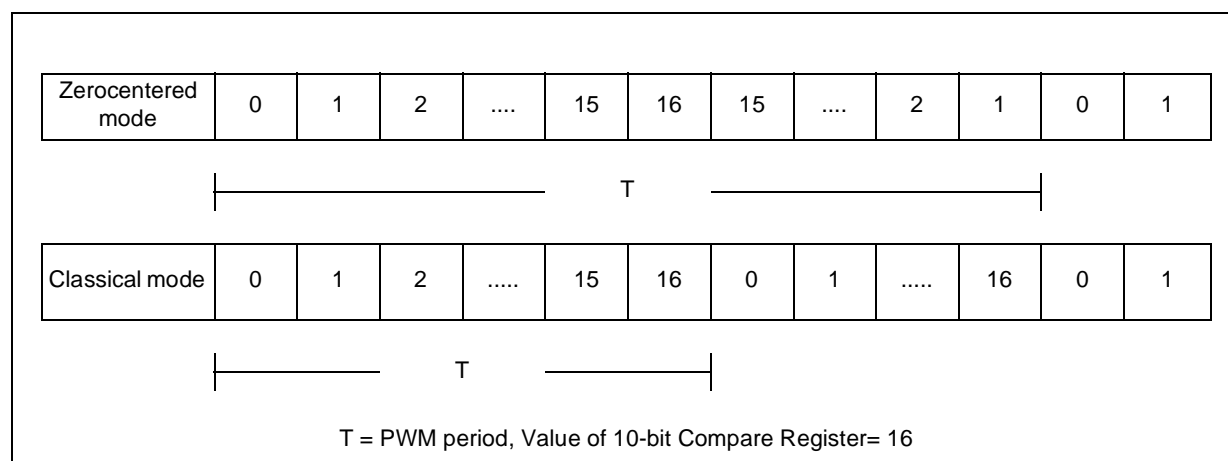 Zerocentered
mode 0 1 2 .... 15 16 15 .... 2 1 0 1
T
Classical mode 0 1 2 ..... 15 16 0 1 ..... 16 0 1
T
T = PWM period, Value of 10-bit Compare Register= 16